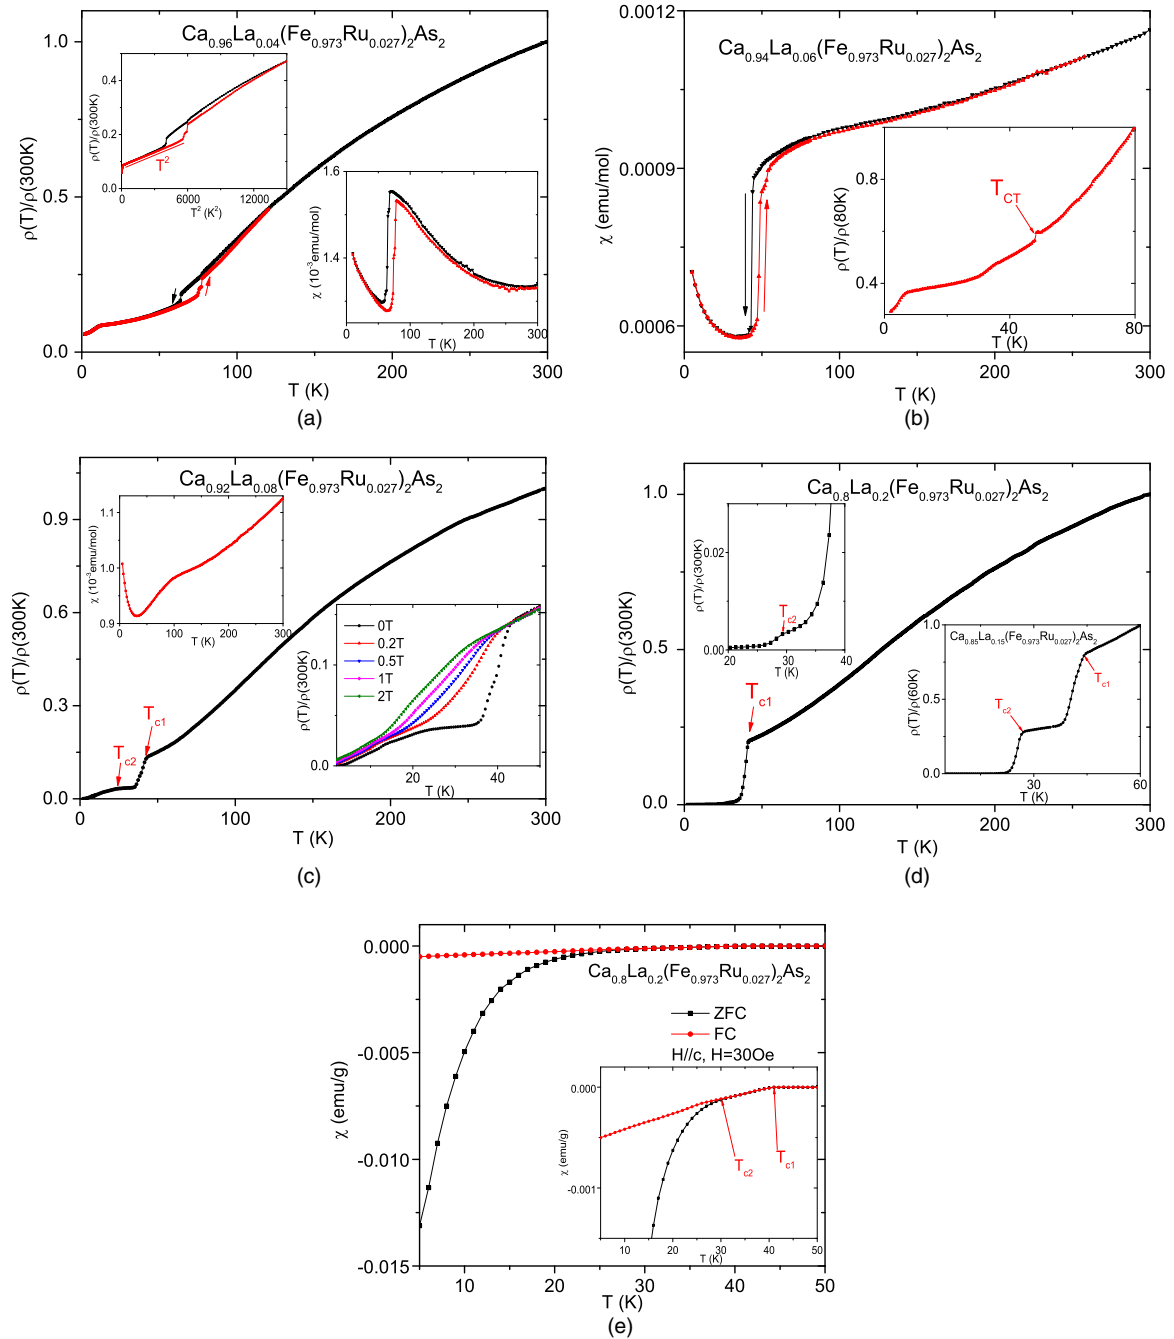 Ca0.96La0.04(Fe0.973Ru0.027)2As2
1.0
0.5
0.0
ρ(T)/ρ(300K)
0 100 200 300
T (K)
0.4
0.2
0.0
ρ(T)/ρ(300K)
T²
0 6000 12000
T² (K²)
1.6
1.4
χ (10⁻³emu/mol)
0 100 200 300
T (K)
(a)
Ca0.94La0.06(Fe0.973Ru0.027)2As2
0.0012
0.0009
0.0006
χ (emu/mol)
0 50 100 150 200 250 300
T (K)
0.8
0.4
ρ(T)/ρ(80K)
TCT
0 40 80
T (K)
(b)
Ca0.92La0.08(Fe0.973Ru0.027)2As2
0.9
0.6
0.3
0.0
ρ(T)/ρ(300K)
Tc1
Tc2
0 100 200 300
T (K)
1.1
1.0
0.9
χ (10⁻³emu/mol)
0 100 200 300
T (K)
0T
0.2T
0.5T
1T
2T
0.1
0.0
ρ(T)/ρ(300K)
20 40
T (K)
(c)
Ca0.8La0.2(Fe0.973Ru0.027)2As2
1.0
0.5
0.0
ρ(T)/ρ(300K)
Tc1
0 100 200 300
T (K)
0.02
0.00
ρ(T)/ρ(300K)
Tc2
20 30 40
T (K)
Ca0.85La0.15(Fe0.973Ru0.027)2As2
0.9
0.6
0.3
0.0
ρ(T)/ρ(60K)
Tc2
Tc1
30 60
T (K)
(d)
0.000
-0.005
-0.010
-0.015
χ (emu/g)
Ca0.8La0.2(Fe0.973Ru0.027)2As2
ZFC
FC
H//c, H=30Oe
0.000
-0.001
χ (emu/g)
Tc2
Tc1
10 20 30 40 50
T (K)
10 20 30 40 50
T (K)
(e)